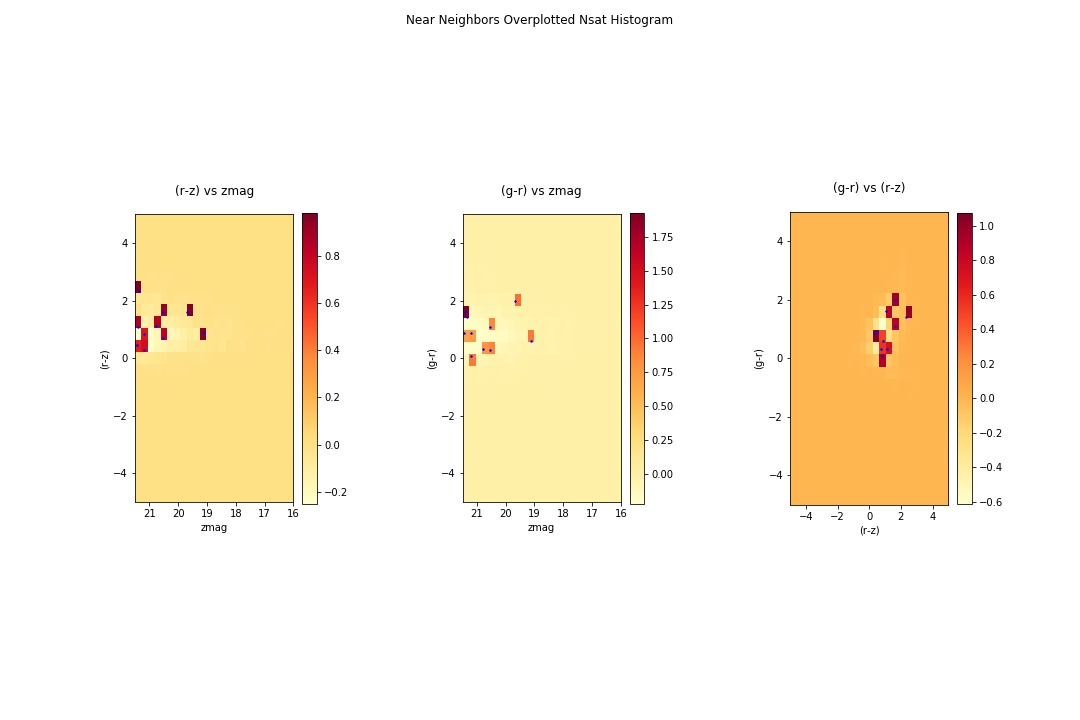 Near Neighbors Overplotted Nsat Histogram
(r-z) vs zmag
4
2
0
−2
−4
(r-z)
21 20 19 18 17 16
zmag
0.8
0.6
0.4
0.2
0.0
−0.2
(g-r) vs zmag
4
2
0
−2
−4
(g-r)
21 20 19 18 17 16
zmag
1.75
1.50
1.25
1.00
0.75
0.50
0.25
0.00
(g-r) vs (r-z)
4
2
0
−2
−4
(g-r)
−4 −2 0 2 4
(r-z)
1.0
0.8
0.6
0.4
0.2
0.0
−0.2
−0.4
−0.6